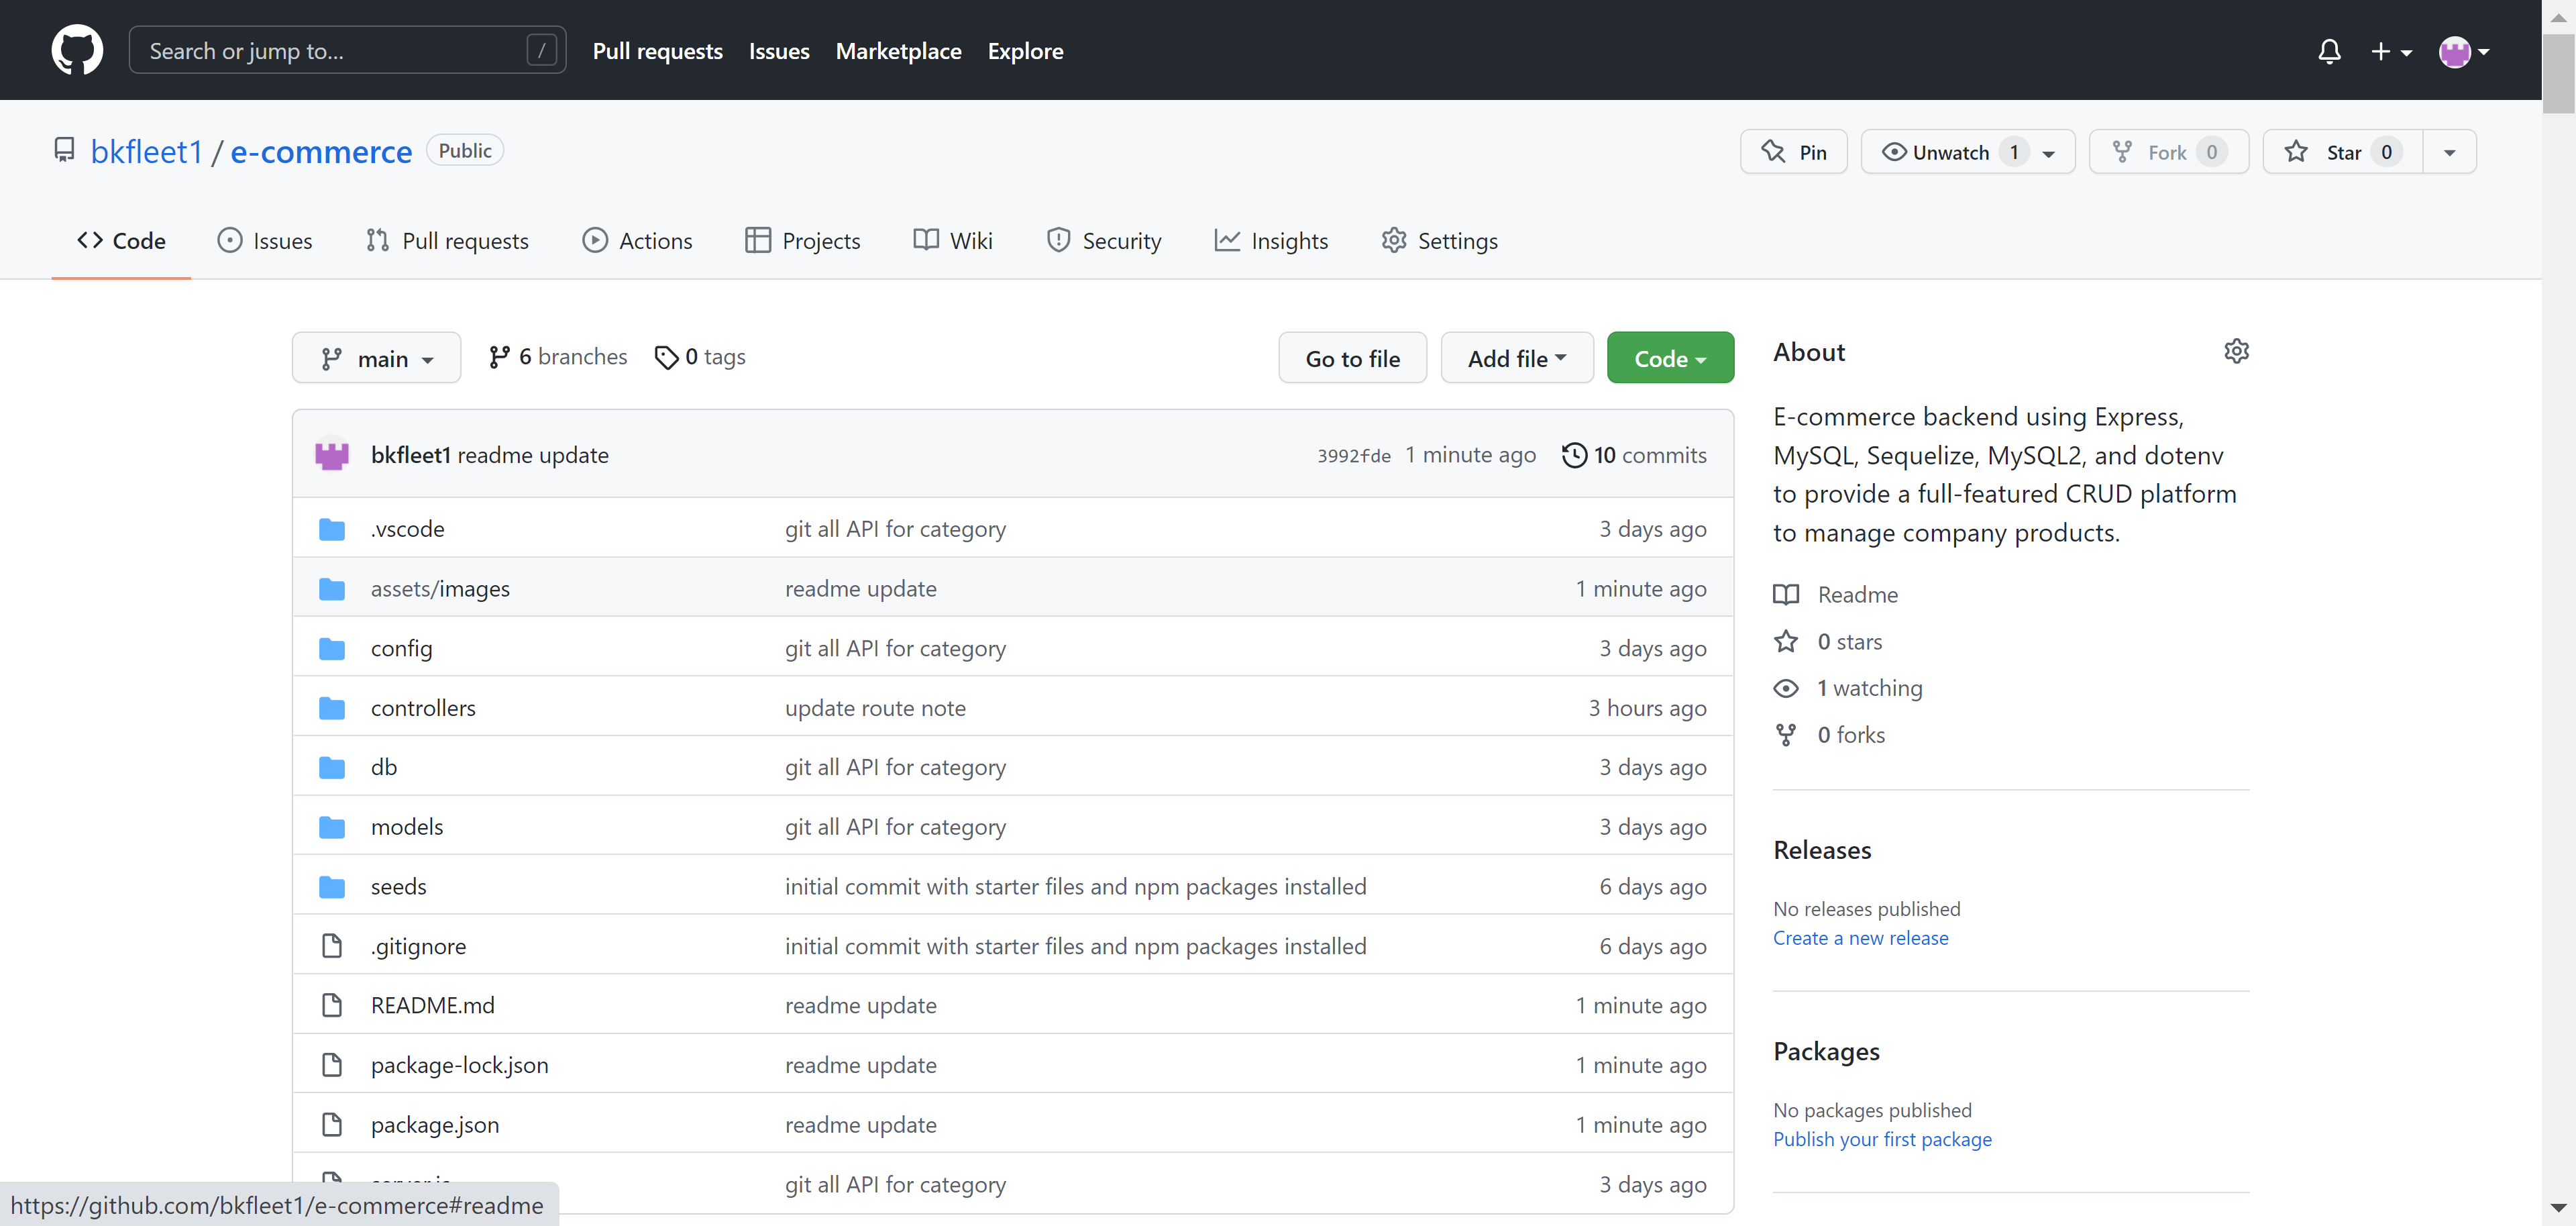 Search or jump to... /
Pull requests Issues Marketplace Explore
bkfleet1 / e-commerce Public
Pin Unwatch 1 Fork 0 Star 0
Code Issues Pull requests Actions Projects Wiki Security Insights Settings
main 6 branches 0 tags Go to file Add file Code
bkfleet1 readme update 3992fde 1 minute ago 10 commits
.vscode git all API for category 3 days ago
assets/images readme update 1 minute ago
config git all API for category 3 days ago
controllers update route note 3 hours ago
db git all API for category 3 days ago
models git all API for category 3 days ago
seeds initial commit with starter files and npm packages installed 6 days ago
.gitignore initial commit with starter files and npm packages installed 6 days ago
README.md readme update 1 minute ago
package-lock.json readme update 1 minute ago
package.json readme update 1 minute ago
git all API for category 3 days ago
About
E-commerce backend using Express,
MySQL, Sequelize, MySQL2, and dotenv
to provide a full-featured CRUD platform
to manage company products.
Readme
0 stars
1 watching
0 forks
Releases
No releases published
Create a new release
Packages
No packages published
Publish your first package
https://github.com/bkfleet1/e-commerce#readme